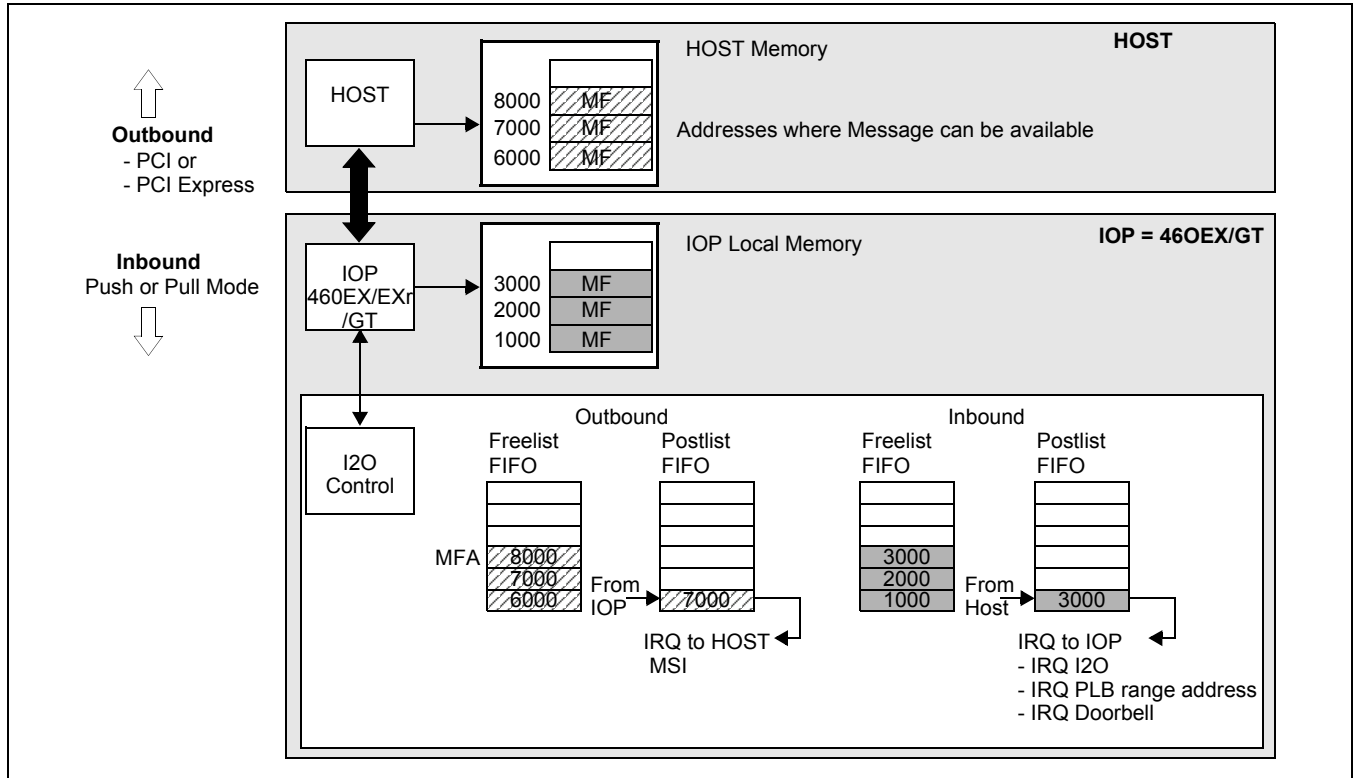 HOST
HOST Memory
HOST
8000 MF
7000 MF
6000 MF
Addresses where Message can be available
Outbound
- PCI or
- PCI Express
Inbound
Push or Pull Mode
IOP = 46OEX/GT
IOP Local Memory
IOP
460EX/EXr
/GT
3000 MF
2000 MF
1000 MF
I2O
Control
Outbound
Freelist
FIFO
Postlist
FIFO
MFA
8000
7000
6000
From
IOP
7000
IRQ to HOST
MSI
Inbound
Freelist
FIFO
Postlist
FIFO
3000
2000
1000
From
Host
3000
IRQ to IOP
- IRQ I2O
- IRQ PLB range address
- IRQ Doorbell